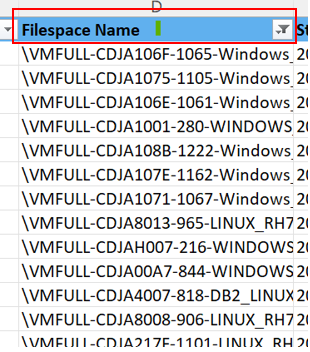 D
Filespace Name St
\VMFULL-CDJA106F-1065-Windows_ 20
\VMFULL-CDJA1075-1105-Windows_ 20
\VMFULL-CDJA106E-1061-Windows_ 20
\VMFULL-CDJA1001-280-WINDOWS 20
\VMFULL-CDJA108B-1222-Windows_ 20
\VMFULL-CDJA107E-1162-Windows_ 20
\VMFULL-CDJA1071-1067-Windows_ 20
\VMFULL-CDJA8013-965-LINUX_RH7 20
\VMFULL-CDJAH007-216-WINDOWS 20
\VMFULL-CDJA00A7-844-WINDOWS 20
\VMFULL-CDJA4007-818-DB2_LINUX 20
\VMFULL-CDJA8008-906-LINUX_RH7 20
\VMFULL-CDJA217F-1101-LINUX_RH 20